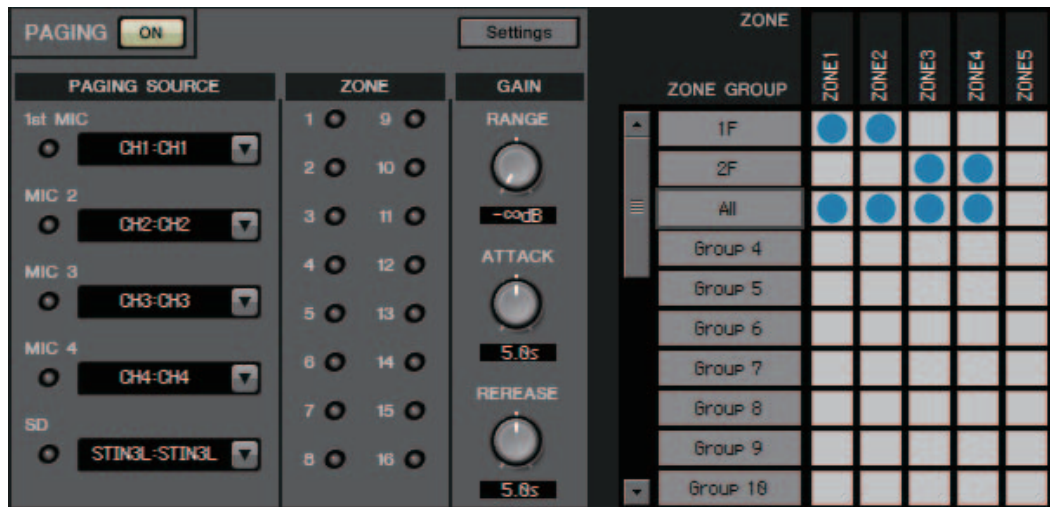 PAGING ON Settings
PAGING SOURCE ZONE GAIN
1st MIC
CH1:CH1
MIC 2
CH2:CH2
MIC 3
CH3:CH3
MIC 4
CH4:CH4
SD
STIN3L:STIN3L
1 9
2 10
3 11
4 12
5 13
6 14
7 15
8 16
RANGE
-∞dB
ATTACK
5.0s
REREASE
5.0s
ZONE
ZONE GROUP
ZONE1
ZONE2
ZONE3
ZONE4
ZONE5
1F
2F
All
Group 4
Group 5
Group 6
Group 7
Group 8
Group 9
Group 10